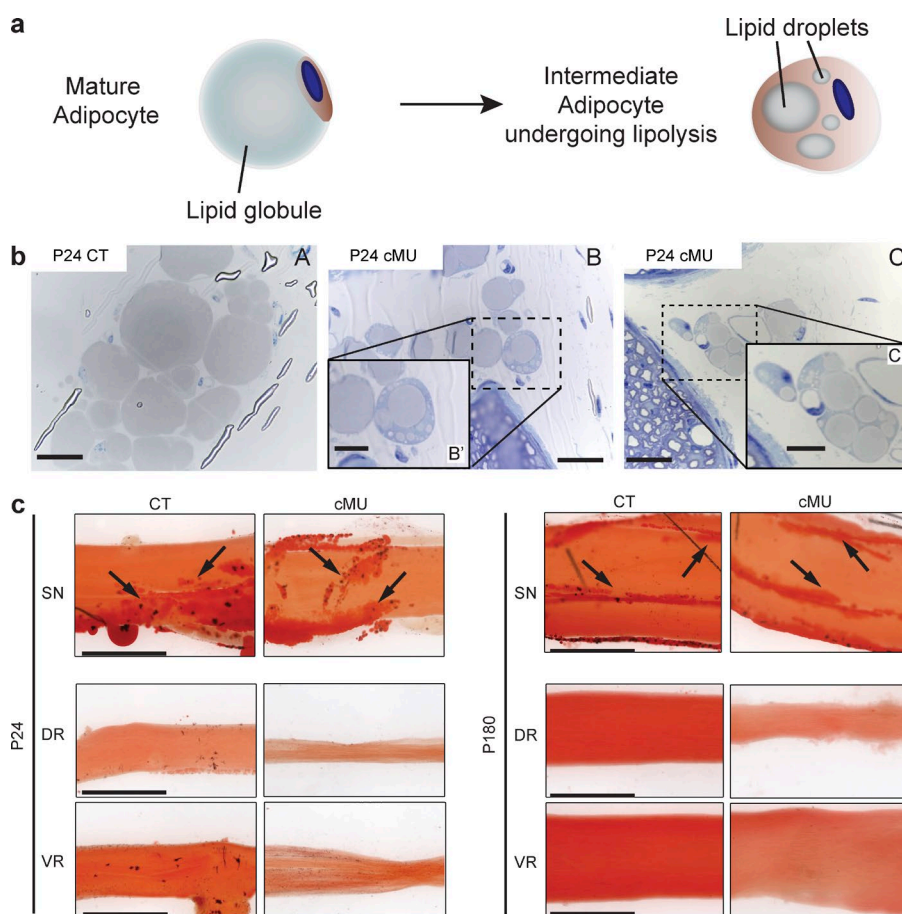 a
Mature
Adipocyte
Lipid globule
Intermediate
Adipocyte
undergoing lipolysis
Lipid droplets
b
P24 CT
A
P24 cMU
B
B'
P24 cMU
C
C
c
CT
cMU
CT
cMU
SN
SN
P24
DR
P180
DR
VR
VR